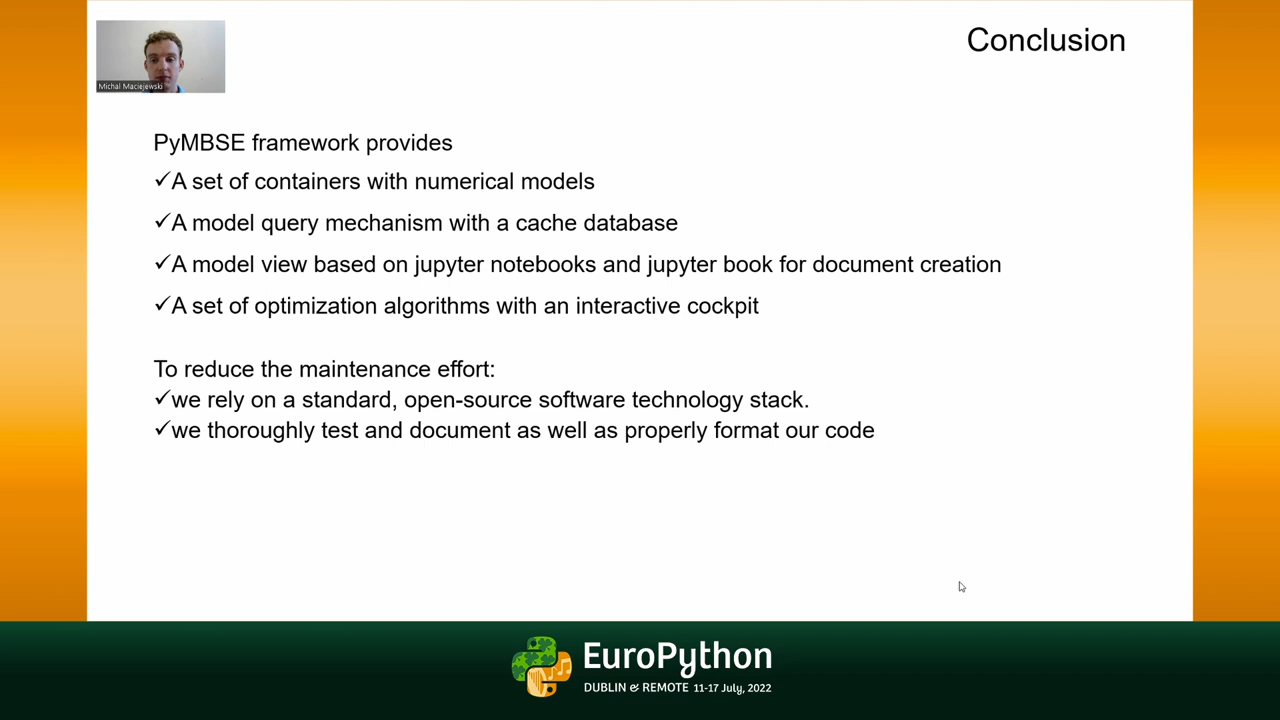 Michal Maciejewski
Conclusion
PyMBSE framework provides
✓A set of containers with numerical models
✓A model query mechanism with a cache database
✓A model view based on jupyter notebooks and jupyter book for document creation
✓A set of optimization algorithms with an interactive cockpit
To reduce the maintenance effort:
✓we rely on a standard, open-source software technology stack.
✓we thoroughly test and document as well as properly format our code
EuroPython
DUBLIN & REMOTE 11-17 July, 2022